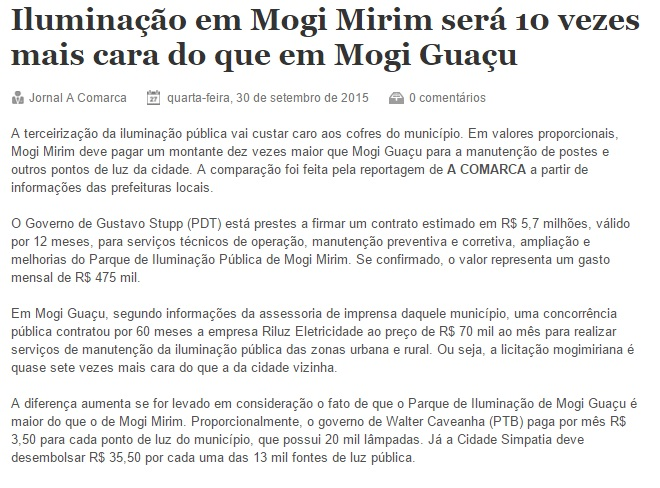 Iluminação em Mogi Mirim será 10 vezes
mais cara do que em Mogi Guaçu
Jornal A Comarca 27 quarta-feira, 30 de setembro de 2015 0 comentários
A terceirização da iluminação pública vai custar caro aos cofres do município. Em valores proporcionais,
Mogi Mirim deve pagar um montante dez vezes maior que Mogi Guaçu para a manutenção de postes e
outros pontos de luz da cidade. A comparação foi feita pela reportagem de A COMARCA a partir de
informações das prefeituras locais.
O Governo de Gustavo Stupp (PDT) está prestes a firmar um contrato estimado em R$ 5,7 milhões, válido
por 12 meses, para serviços técnicos de operação, manutenção preventiva e corretiva, ampliação e
melhorias do Parque de Iluminação Pública de Mogi Mirim. Se confirmado, o valor representa um gasto
mensal de R$ 475 mil.
Em Mogi Guaçu, segundo informações da assessoria de imprensa daquele município, uma concorrência
pública contratou por 60 meses a empresa Riluz Eletricidade ao preço de R$ 70 mil ao mês para realizar
serviços de manutenção da iluminação pública das zonas urbana e rural. Ou seja, a licitação mogimiriana é
quase sete vezes mais cara do que a da cidade vizinha.
A diferença aumenta se for levado em consideração o fato de que o Parque de Iluminação de Mogi Guaçu é
maior do que o de Mogi Mirim. Proporcionalmente, o governo de Walter Caveanha (PTB) paga por mês R$
3,50 para cada ponto de luz do município, que possui 20 mil lâmpadas. Já a Cidade Simpatia deve
desembolsar R$ 35,50 por cada uma das 13 mil fontes de luz pública.